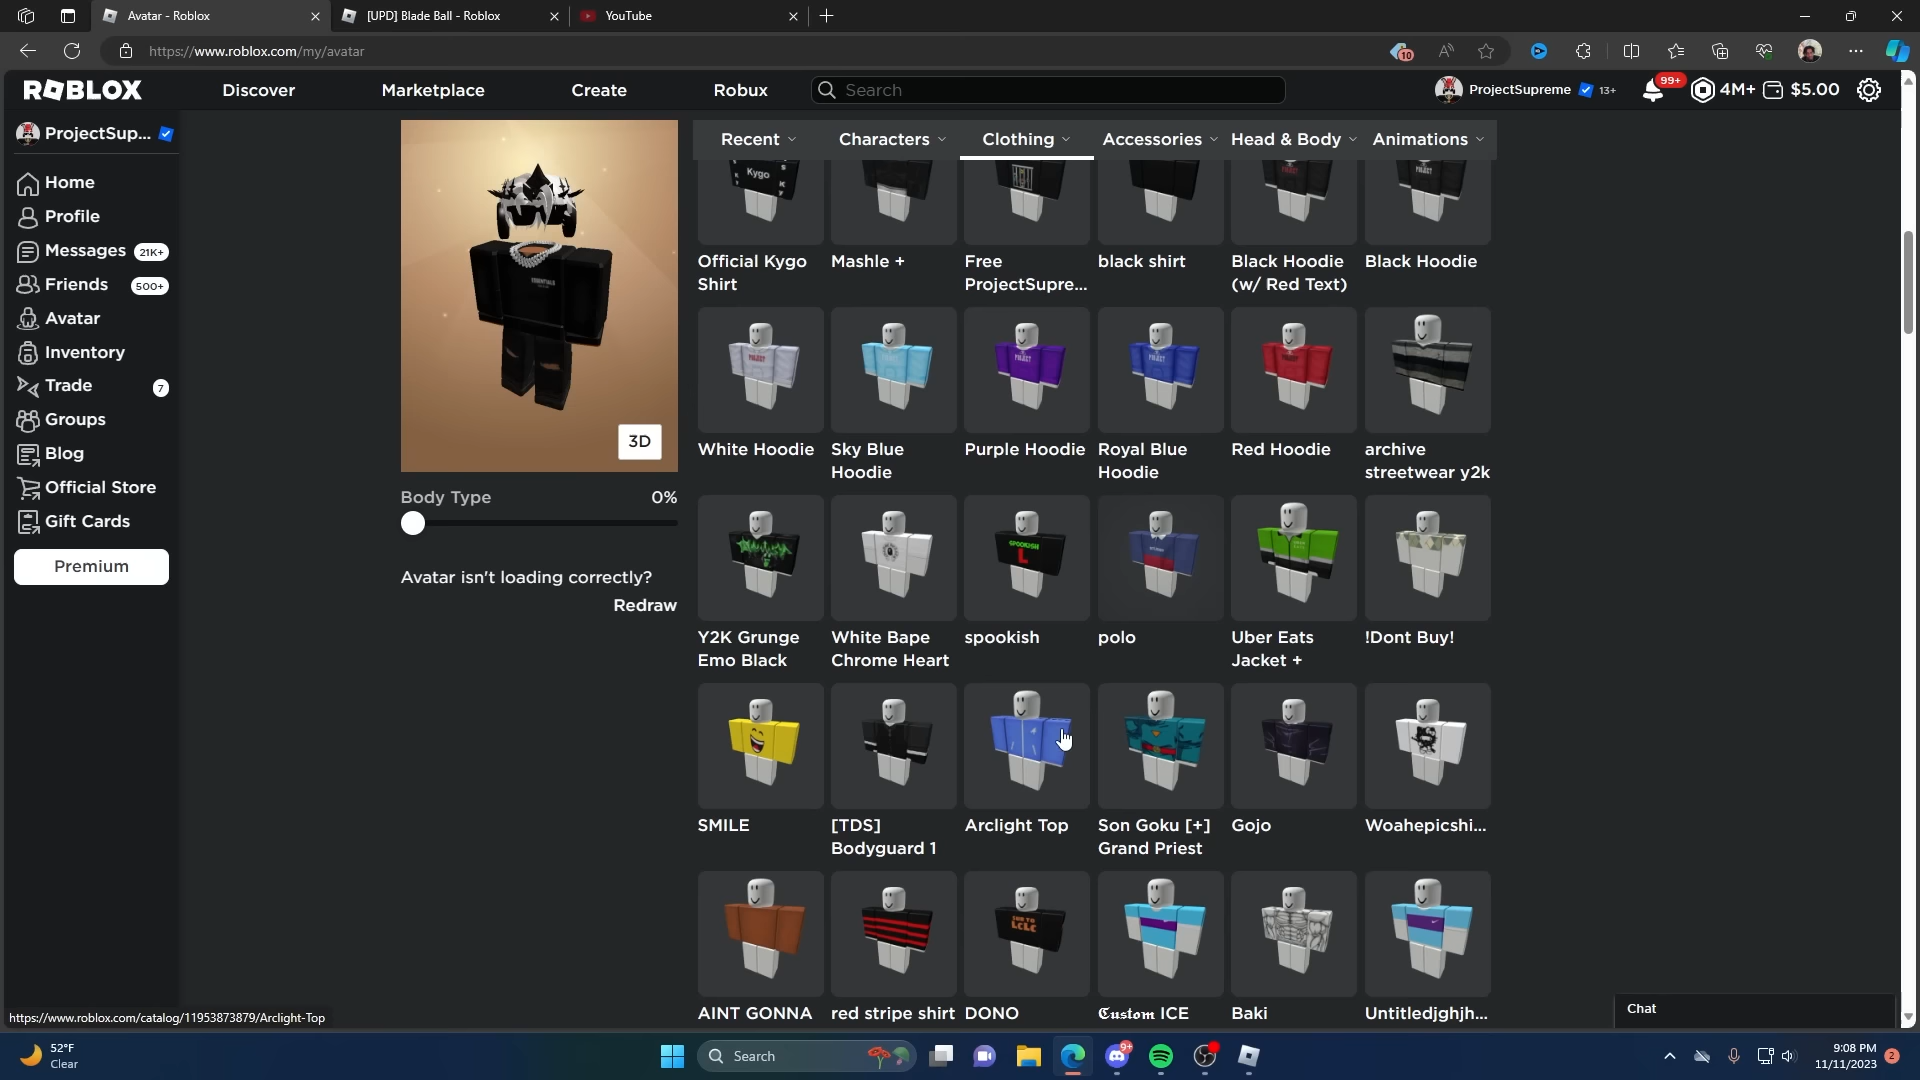 Avatar - Roblox
[UPD] Blade Ball - Roblox
YouTube
https://www.roblox.com/my/avatar
10
ROBLOX
Discover
Marketplace
Create
Robux
Search
ProjectSupreme
13+
99+
4M+
$5.00
ProjectSup...
Home
Profile
Messages
21K+
Friends
500+
Avatar
Inventory
Trade
7
Groups
Blog
Official Store
Gift Cards
Premium
3D
Body Type
0%
Avatar isn't loading correctly?
Redraw
Recent
Characters
Clothing
Accessories
Head & Body
Animations
Kygo
Official Kygo
Shirt
Mashle +
Free
ProjectSupre...
black shirt
Black Hoodie
(w/ Red Text)
Black Hoodie
White Hoodie
Sky Blue
Hoodie
Purple Hoodie
Royal Blue
Hoodie
Red Hoodie
archive
streetwear y2k
SPOOKISH
L
Y2K Grunge
Emo Black
White Bape
Chrome Heart
spookish
polo
Uber Eats
Jacket +
!Dont Buy!
SMILE
[TDS]
Bodyguard 1
Arclight Top
Son Goku [+]
Grand Priest
Gojo
Woahepicshi...
AINT GONNA
red stripe shirt
DONO
𝕮𝖚𝖘𝖙𝖔𝖒 ICE
Baki
Untitledjghjh...
https://www.roblox.com/catalog/11953873879/Arclight-Top
Chat
52°F
Clear
Search
9+
9:08 PM
11/11/2023
2